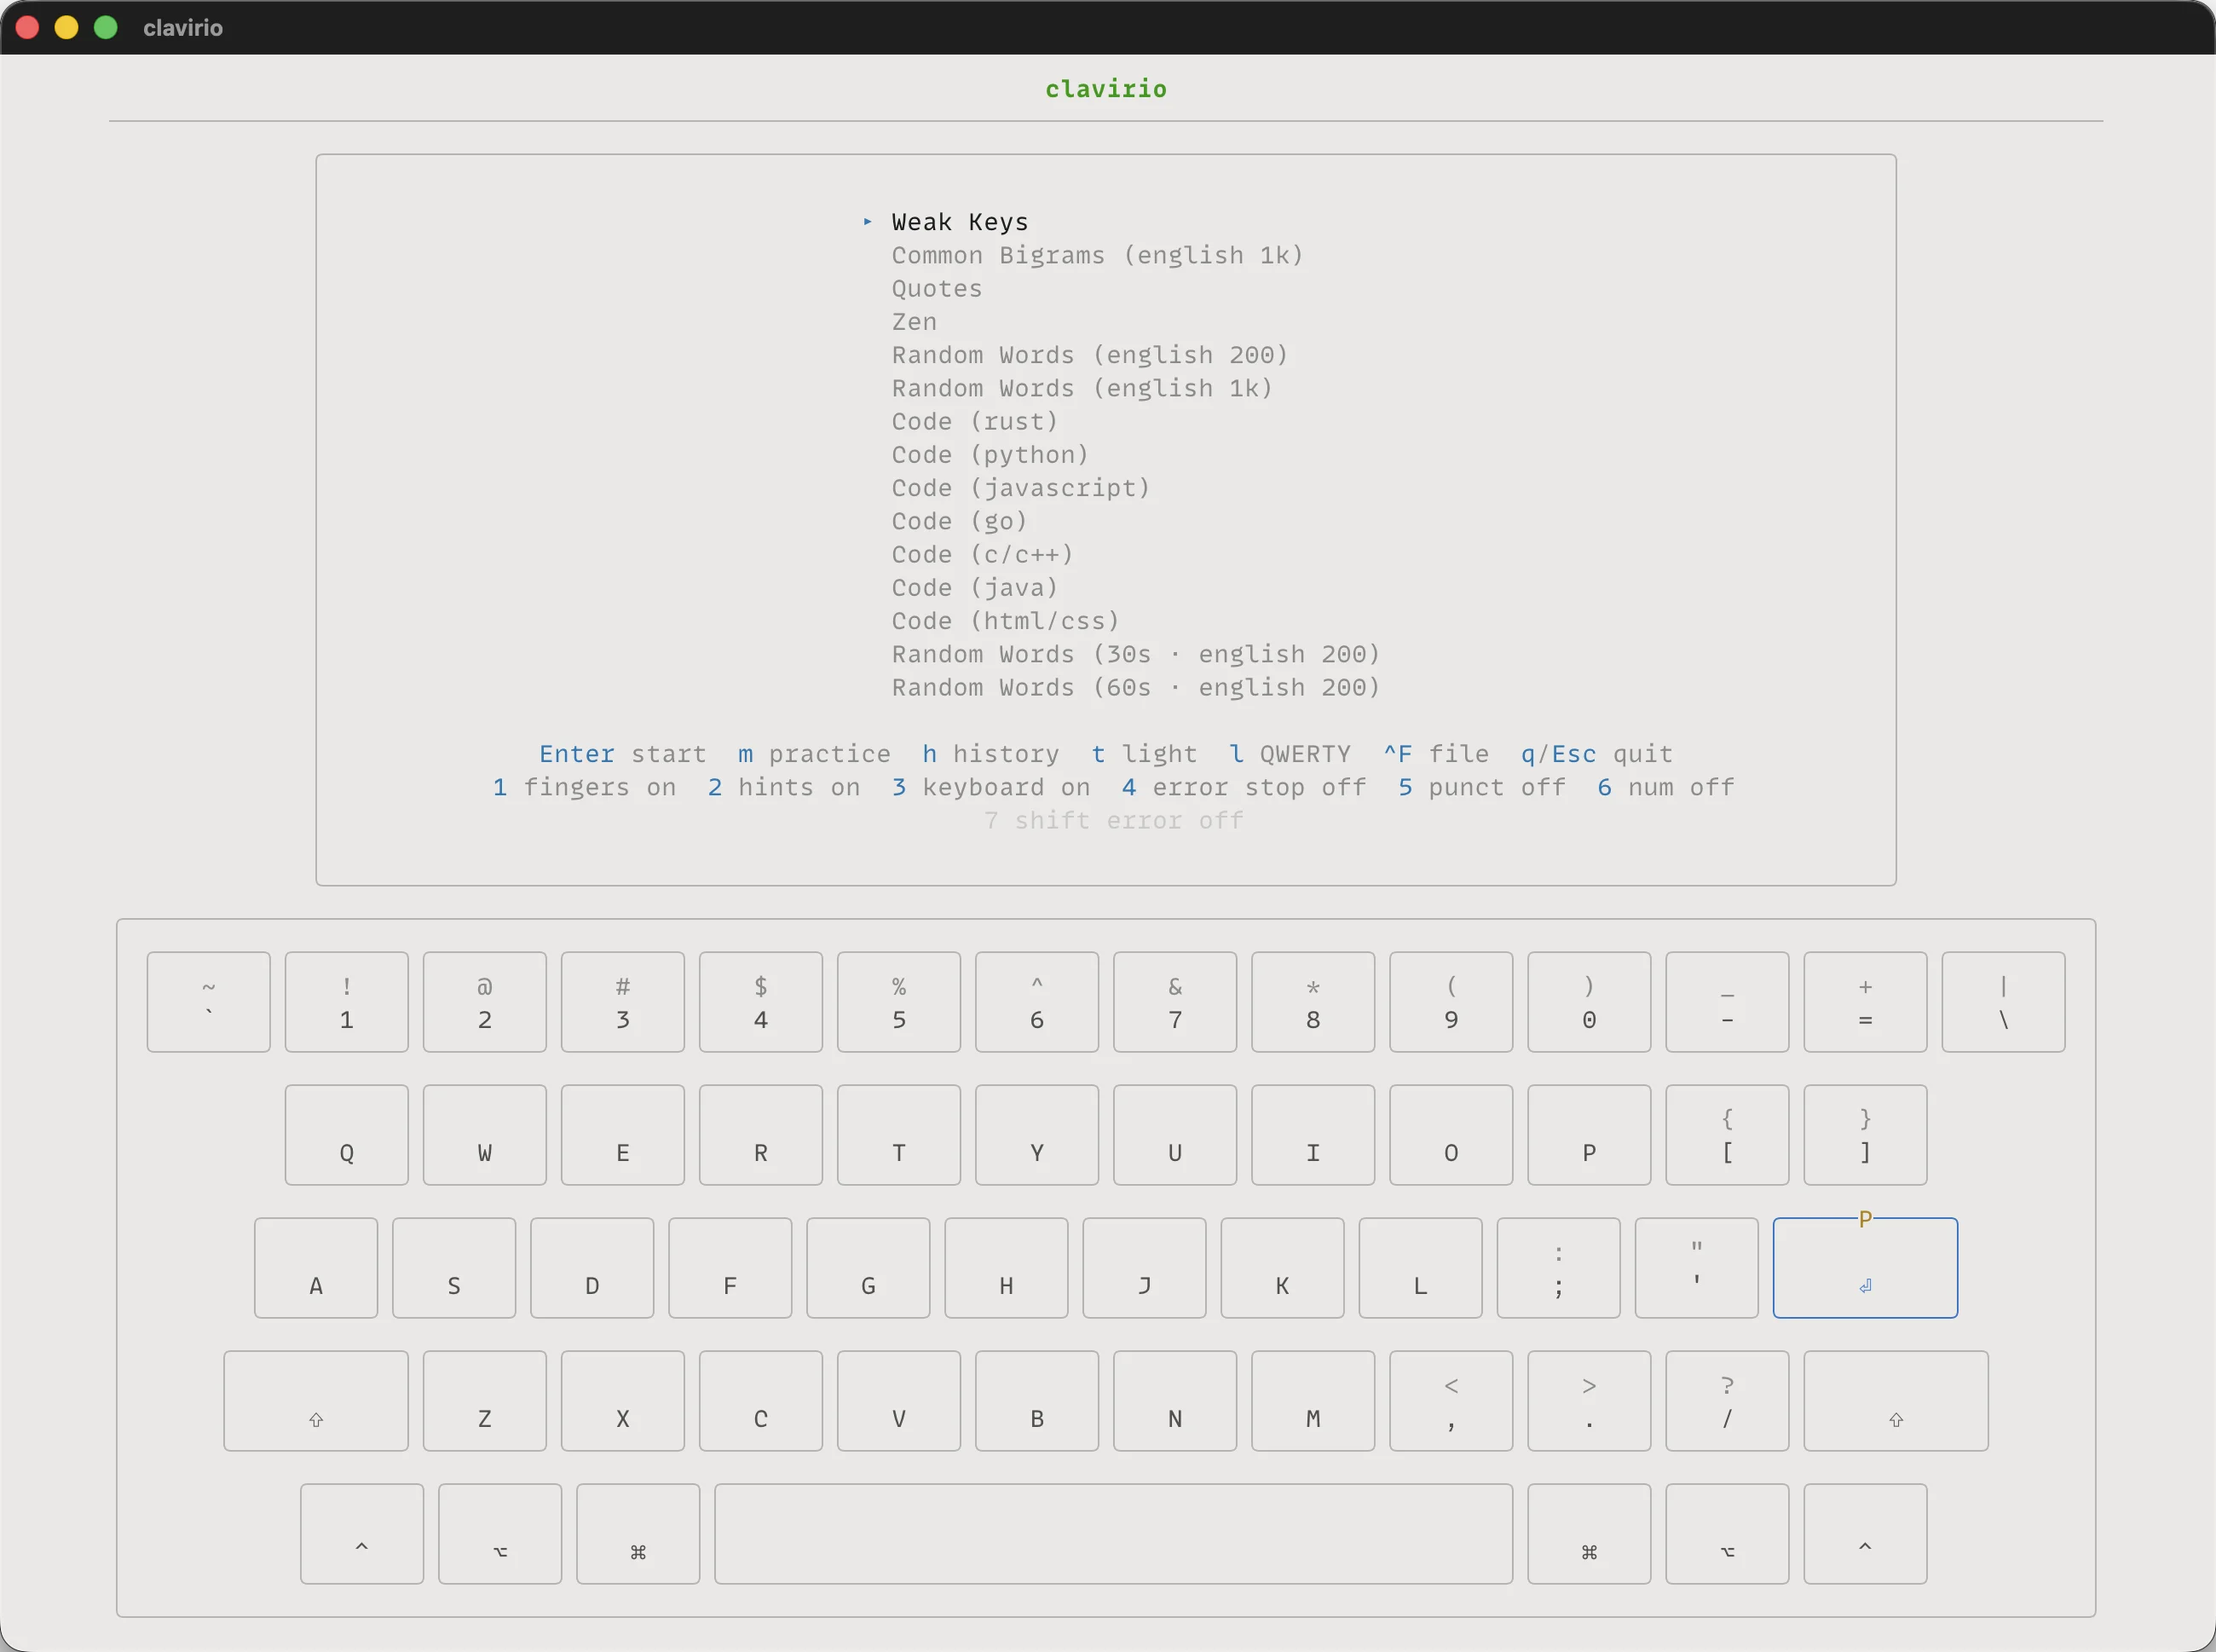 clavirio
clavirio
▸ Weak Keys
Common Bigrams (english 1k)
Quotes
Zen
Random Words (english 200)
Random Words (english 1k)
Code (rust)
Code (python)
Code (javascript)
Code (go)
Code (c/c++)
Code (java)
Code (html/css)
Random Words (30s · english 200)
Random Words (60s · english 200)
Enter start  m practice  h history  t light  l QWERTY  ^F file  q/Esc quit
1 fingers on  2 hints on  3 keyboard on  4 error stop off  5 punct off  6 num off
7 shift error off
~ ! @ # $ % ^ & * ( ) _ + |
` 1 2 3 4 5 6 7 8 9 0 - = \
{ }
Q W E R T Y U I O P [ ]
P
: "
A S D F G H J K L ; ' ⏎
< > ?
⇧ Z X C V B N M , . / ⇧
^ ⌥ ⌘ ⌘ ⌥ ^